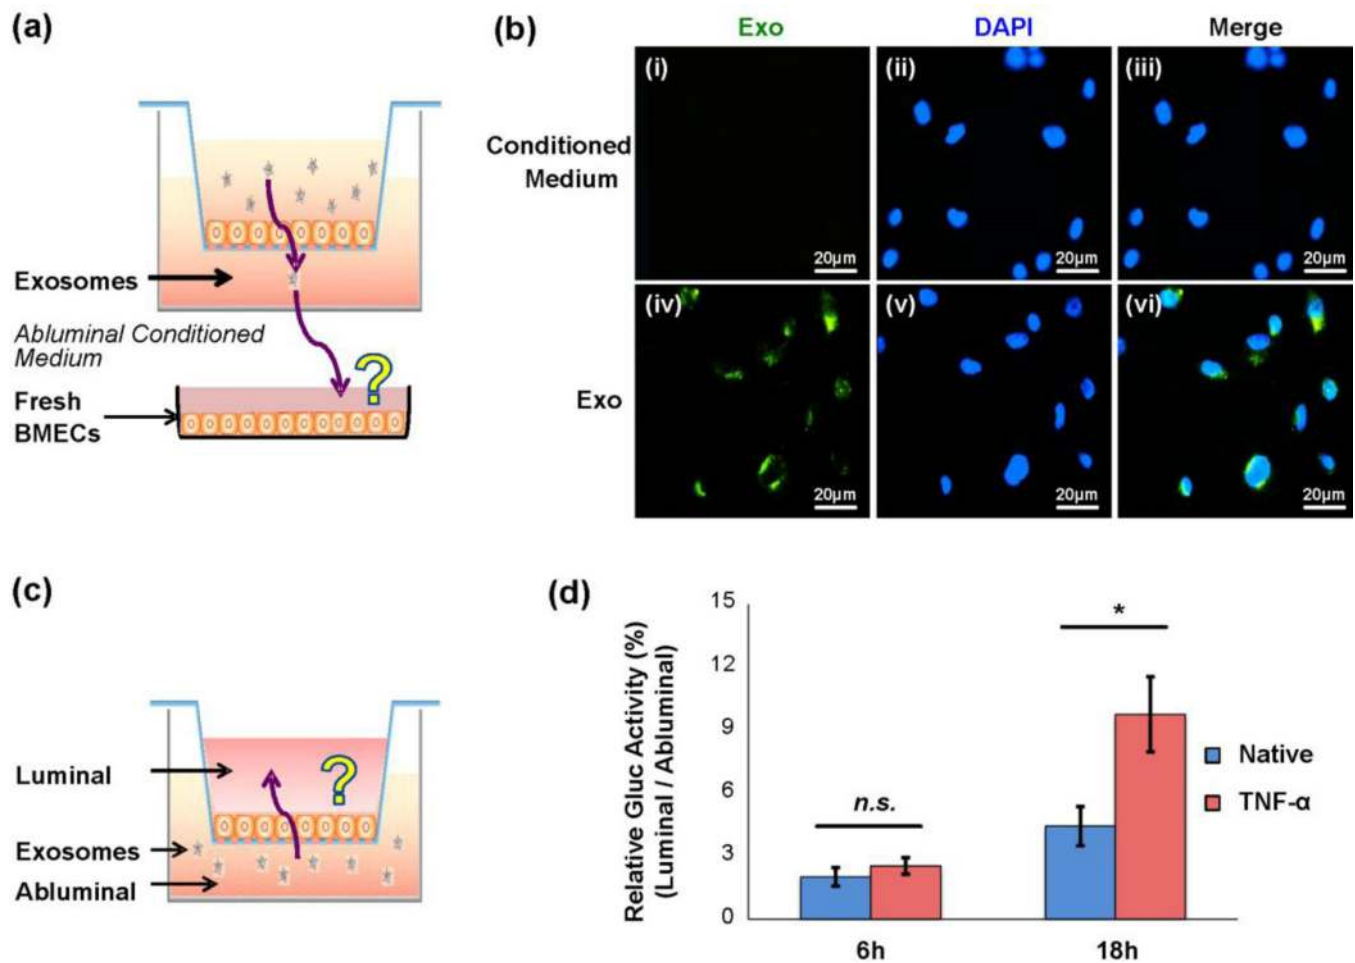 (a)
Exosomes
Abluminal Conditioned
Medium
Fresh
BMECs
?
(b)
Exo
DAPI
Merge
Conditioned
Medium
(i)
(ii)
(iii)
20µm
20µm
20µm
Exo
(iv)
(v)
(vi)
20µm
20µm
20µm
(c)
Luminal
Exosomes
Abluminal
?
(d)
Relative Gluc Activity (%)
(Luminal / Abluminal)
15
12
9
6
3
0
n.s.
*
6h
18h
Native
TNF-α